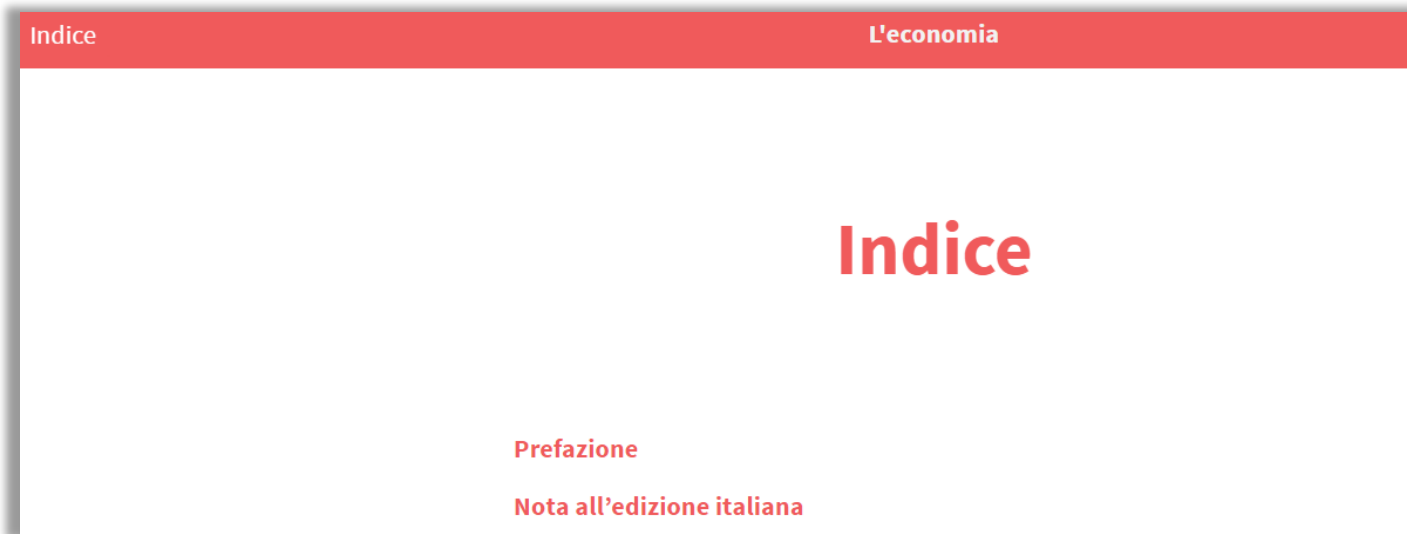 Indice
L'economia
Indice
Prefazione
Nota all’edizione italiana